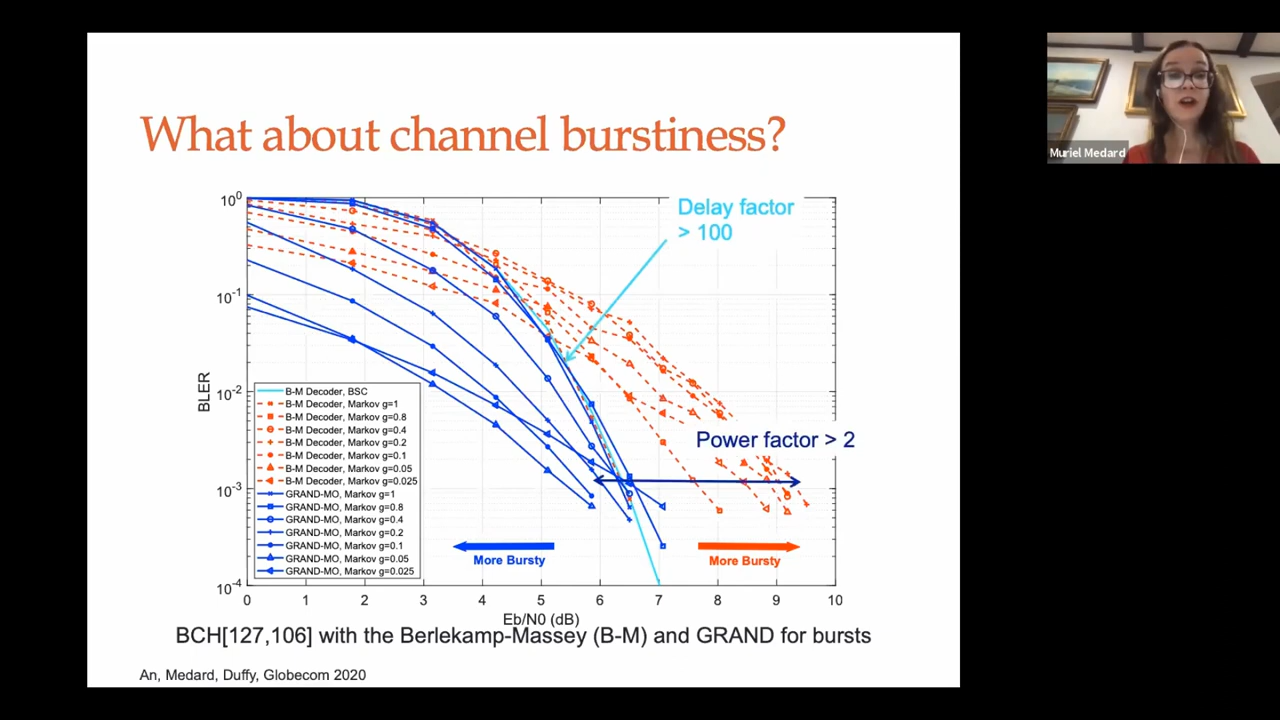 What about channel burstiness?
Muriel Medard
Delay factor
> 100
Power factor > 2
10^0
10^-1
10^-2
10^-3
10^-4
BLER
B-M Decoder, BSC
B-M Decoder, Markov g=1
B-M Decoder, Markov g=0.8
B-M Decoder, Markov g=0.4
B-M Decoder, Markov g=0.2
B-M Decoder, Markov g=0.1
B-M Decoder, Markov g=0.05
B-M Decoder, Markov g=0.025
GRAND-MO, Markov g=1
GRAND-MO, Markov g=0.8
GRAND-MO, Markov g=0.4
GRAND-MO, Markov g=0.2
GRAND-MO, Markov g=0.1
GRAND-MO, Markov g=0.05
GRAND-MO, Markov g=0.025
More Bursty
More Bursty
0 1 2 3 4 5 6 7 8 9 10
Eb/N0 (dB)
BCH[127,106] with the Berlekamp-Massey (B-M) and GRAND for bursts
An, Medard, Duffy, Globecom 2020